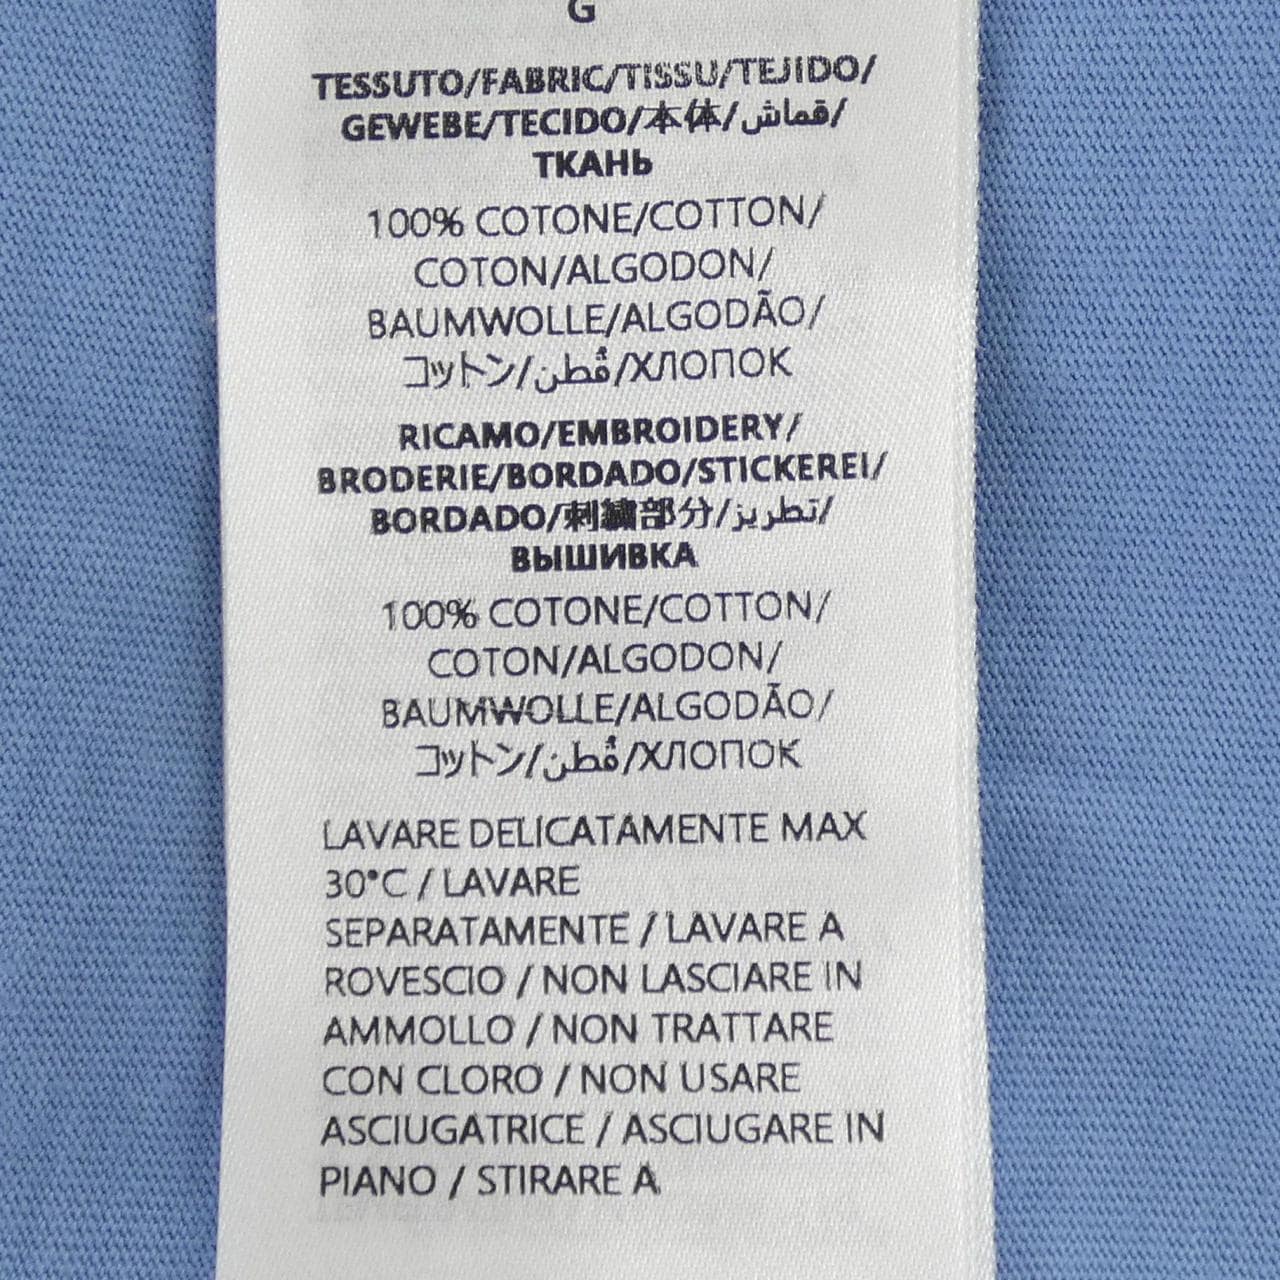 G
TESSUTO/FABRIC/TISSU/TEJIDO/
GEWEBE/TECIDO/本体/قماش/
ТКАНЬ
100% COTONE/COTTON/
COTON/ALGODON/
BAUMWOLLE/ALGODÃO/
コットン/قُطن/ХЛОПОК
RICAMO/EMBROIDERY/
BRODERIE/BORDADO/STICKEREI/
BORDADO/刺繍部分/تطريز/
ВЫШИВКА
100% COTONE/COTTON/
COTON/ALGODON/
BAUMWOLLE/ALGODÃO/
コットン/قُطن/ХЛОПОК
LAVARE DELICATAMENTE MAX
30°C / LAVARE
SEPARATAMENTE / LAVARE A
ROVESCIO / NON LASCIARE IN
AMMOLLO / NON TRATTARE
CON CLORO / NON USARE
ASCIUGATRICE / ASCIUGARE IN
PIANO / STIRARE A